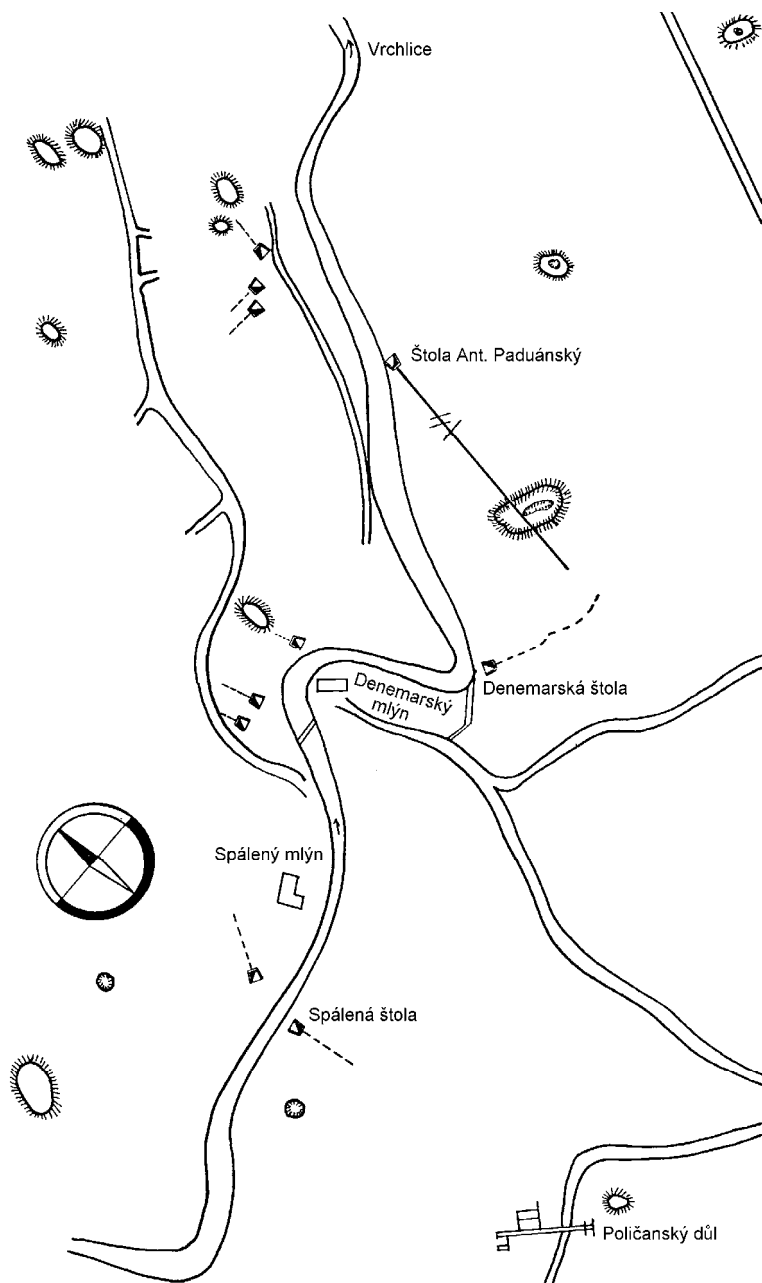 Vrchlice
Štola Ant. Paduánský
Denemarská štola
Denemarský
mlýn
Spálený mlýn
Spálená štola
Poličanský důl